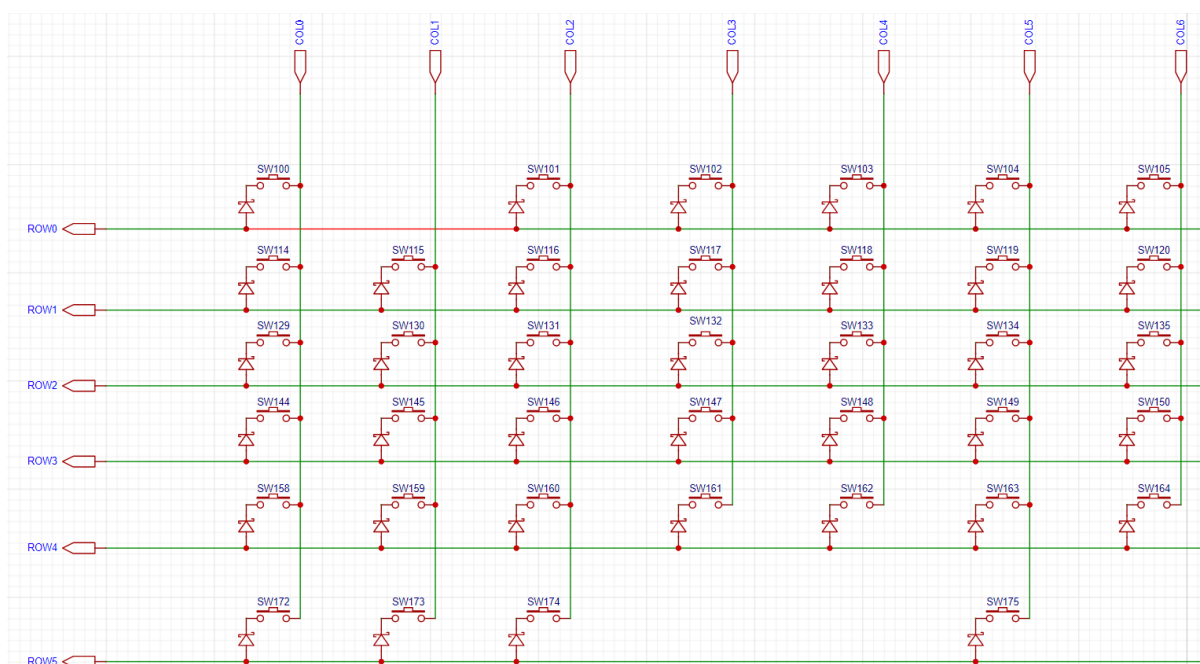 COL0 COL1 COL2 COL3 COL4 COL5 COL6
SW100 SW101 SW102 SW103 SW104 SW105
ROW0
SW114 SW115 SW116 SW117 SW118 SW119 SW120
ROW1
SW129 SW130 SW131 SW132 SW133 SW134 SW135
ROW2
SW144 SW145 SW146 SW147 SW148 SW149 SW150
ROW3
SW158 SW159 SW160 SW161 SW162 SW163 SW164
ROW4
SW172 SW173 SW174 SW175
ROW5